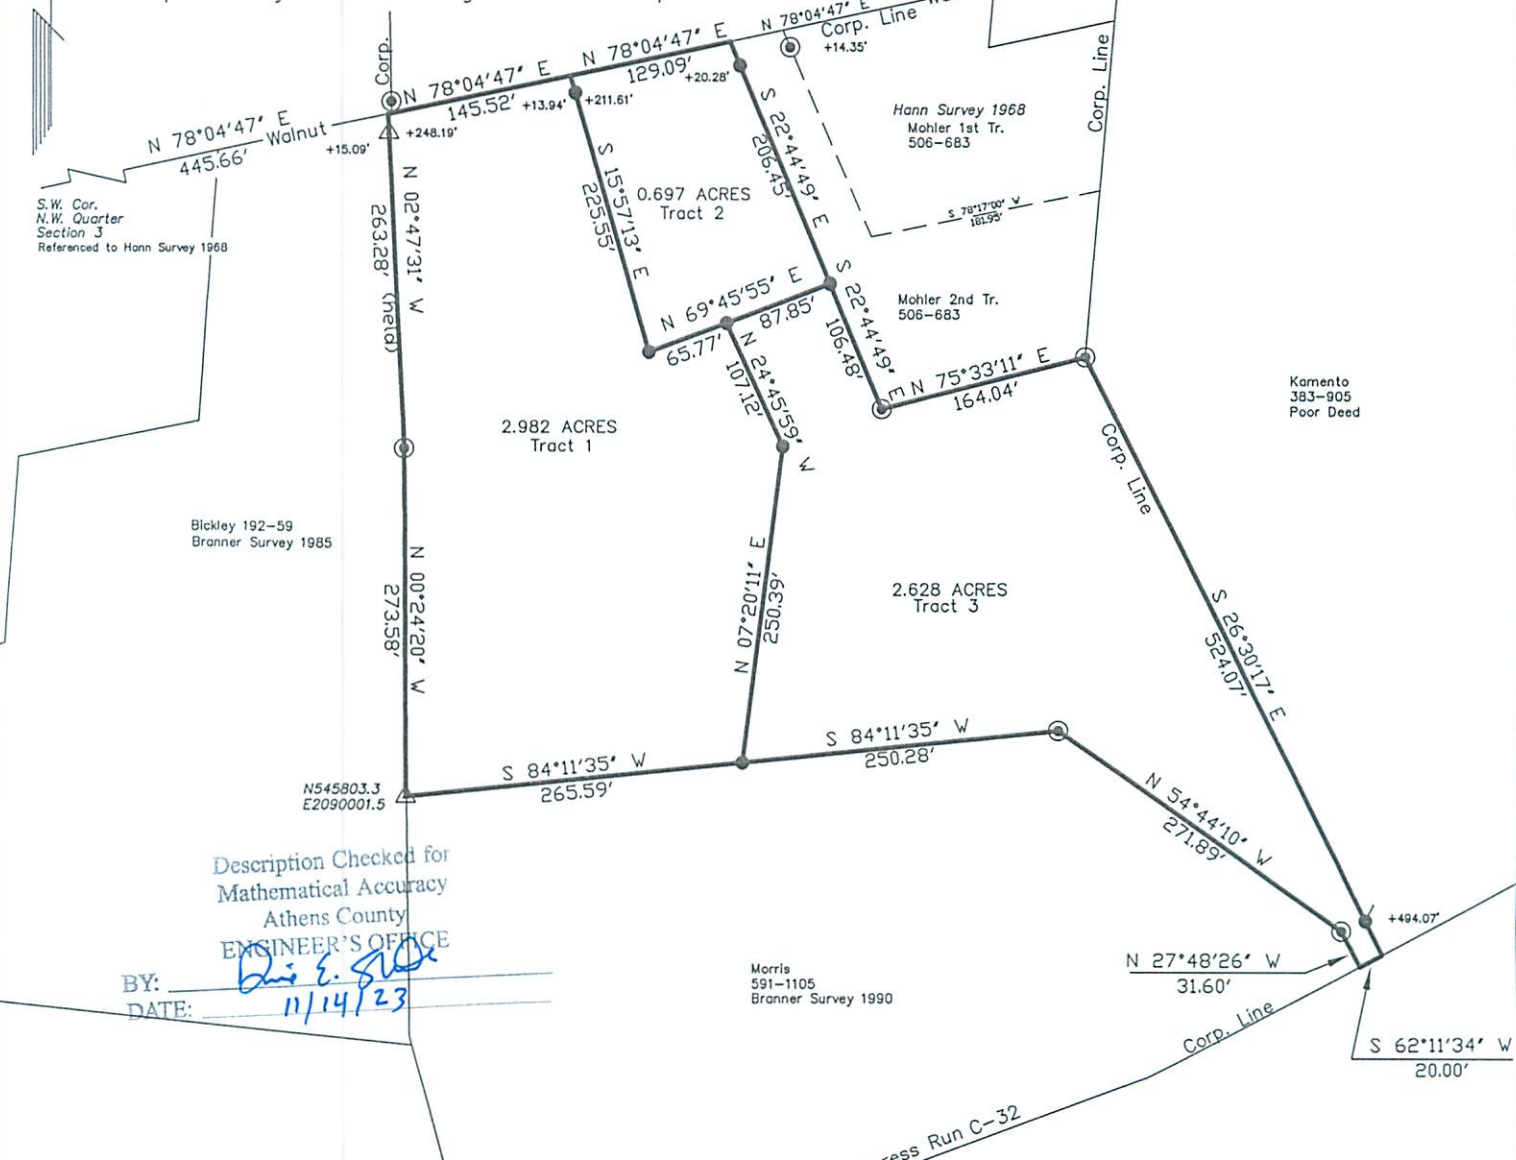 N 78°04'47" E
Corp. Line
+14.35'
Corp.
N 78°04'47" E
129.09'
+20.28'
N 78°04'47" E
145.52'
+13.94'
+211.61'
N 78°04'47" E
445.66'
Walnut
+15.09'
+248.19'
Corp. Line
Hann Survey 1968
Mohler 1st Tr.
506-683
S 78°17'00" W
181.95'
S.W. Cor.
N.W. Quarter
Section 3
Referenced to Hann Survey 1968
N 02°47'31" W
263.28' (held)
S 15°57'13" E
225.55'
0.697 ACRES
Tract 2
S 22°44'49" E
206.45'
N 69°45'55" E
65.77'
87.85'
S 22°44'49" E
106.48'
Mohler 2nd Tr.
506-683
N 75°33'11" E
164.04'
Kamento
383-905
Poor Deed
2.982 ACRES
Tract 1
N 24°45'59" W
107.12'
Corp. Line
Bickley 192-59
Branner Survey 1985
N 00°24'20" W
273.58'
N 07°20'11" E
250.39'
2.628 ACRES
Tract 3
S 26°30'17" E
524.07'
S 84°11'35" W
265.59'
S 84°11'35" W
250.28'
N 54°44'10" W
271.89'
N545803.3
E2090001.5
Description Checked for
Mathematical Accuracy
Athens County
ENGINEER'S OFFICE
BY:
DATE: 11/14/23
+494.07'
N 27°48'26" W
31.60'
Morris
591-1105
Branner Survey 1990
Corp. Line
S 62°11'34" W
20.00'
Run C-32